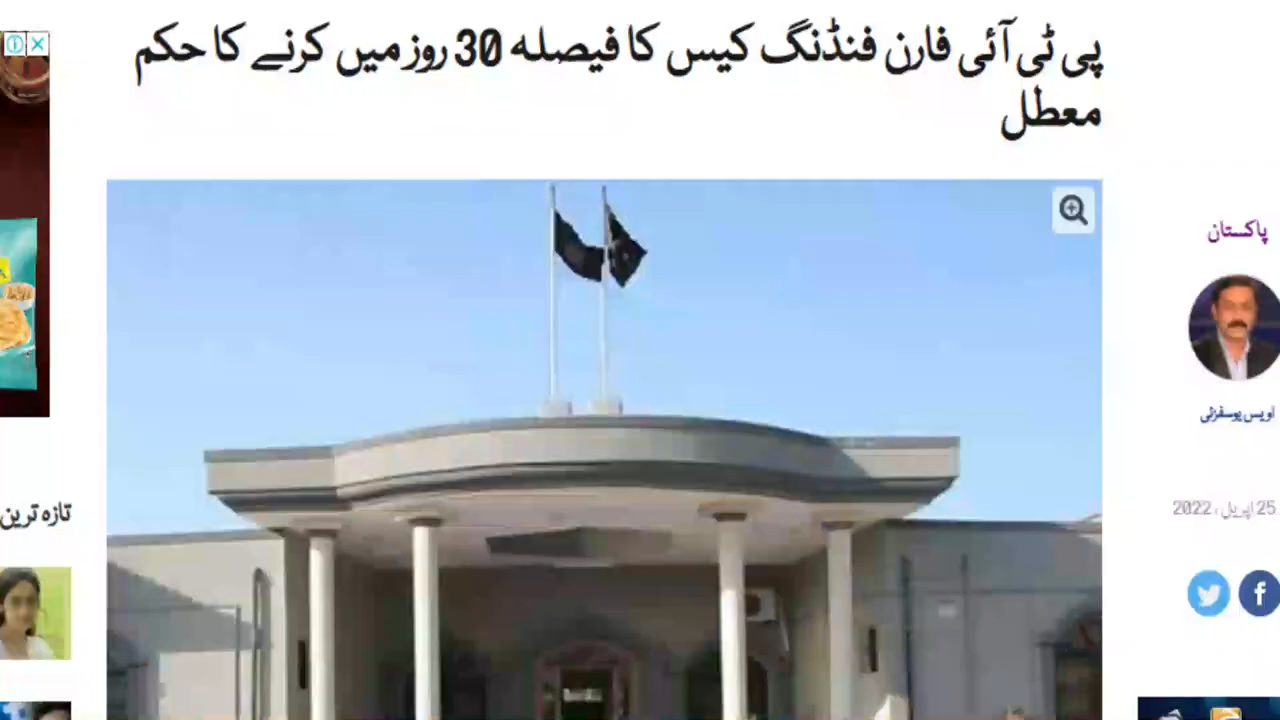 پی ٹی آئی فارن فنڈنگ کیس کا فیصلہ 30 روز میں کرنے کا حکم
معطل
پاکستان
اویس یوسفزئی
25 اپریل ، 2022
تازہ ترین